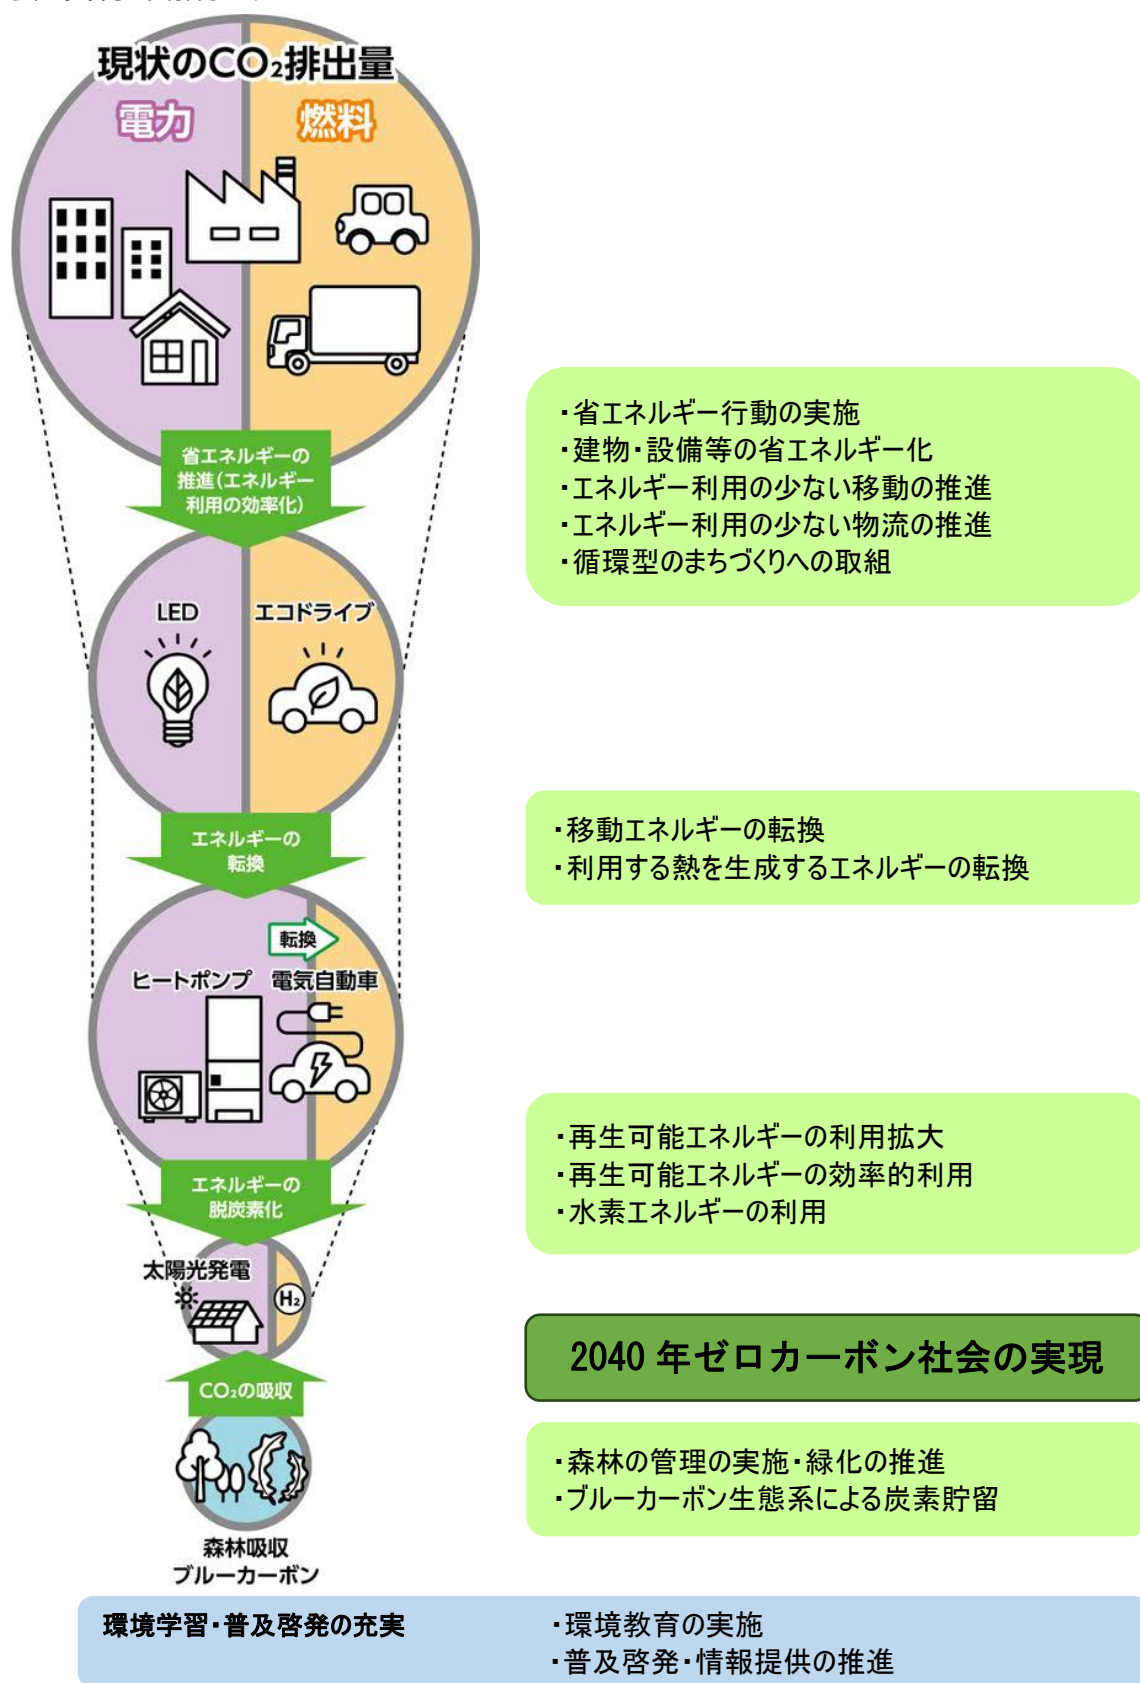 現状のCO₂排出量
電力
燃料
省エネルギーの
推進(エネルギー
利用の効率化)
・省エネルギー行動の実施
・建物・設備等の省エネルギー化
・エネルギー利用の少ない移動の推進
・エネルギー利用の少ない物流の推進
・循環型のまちづくりへの取組
LED
エコドライブ
エネルギーの
転換
・移動エネルギーの転換
・利用する熱を生成するエネルギーの転換
転換
ヒートポンプ
電気自動車
エネルギーの
脱炭素化
・再生可能エネルギーの利用拡大
・再生可能エネルギーの効率的利用
・水素エネルギーの利用
太陽光発電
H₂
2040 年ゼロカーボン社会の実現
CO₂の吸収
・森林の管理の実施・緑化の推進
・ブルーカーボン生態系による炭素貯留
森林吸収
ブルーカーボン
環境学習・普及啓発の充実
・環境教育の実施
・普及啓発・情報提供の推進